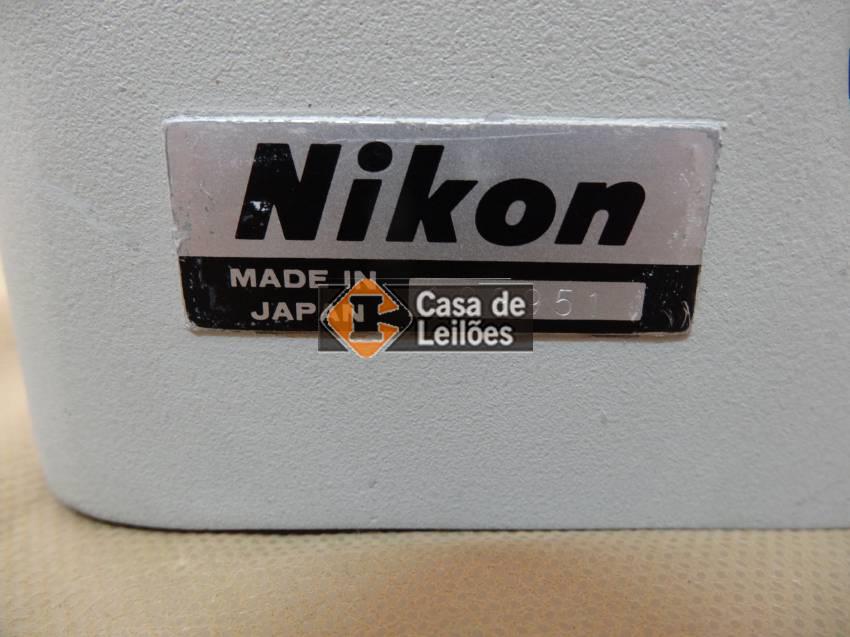 Nikon
MADE IN
JAPAN
Casa de
Leilões